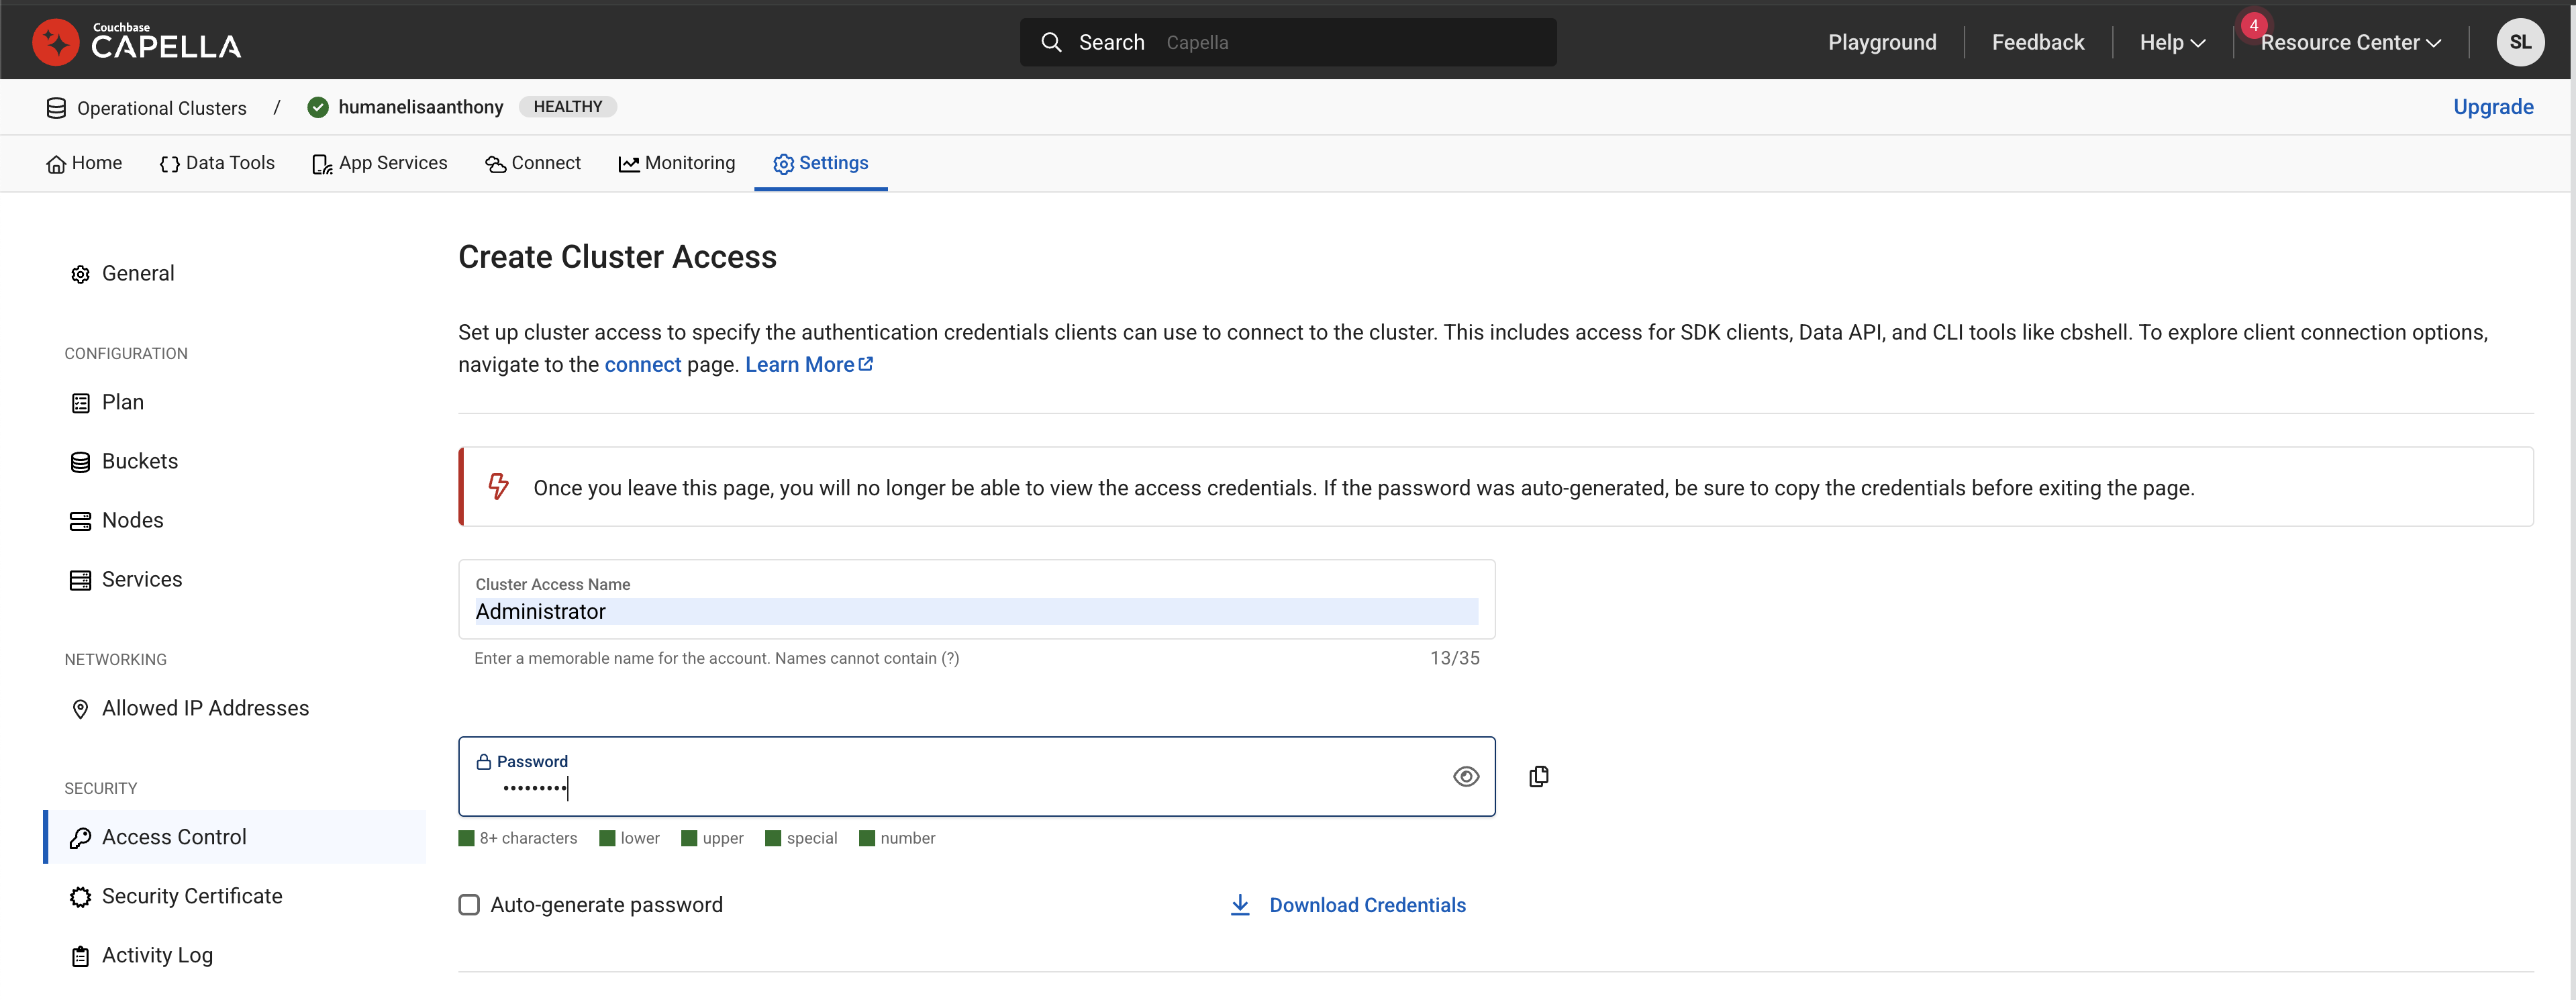 Couchbase
CAPELLA
Search Capella
Playground
Feedback
Help
4
Resource Center
SL
Operational Clusters / humanelisaanthony HEALTHY
Upgrade
Home
Data Tools
App Services
Connect
Monitoring
Settings
General
CONFIGURATION
Plan
Buckets
Nodes
Services
NETWORKING
Allowed IP Addresses
SECURITY
Access Control
Security Certificate
Activity Log
Create Cluster Access
Set up cluster access to specify the authentication credentials clients can use to connect to the cluster. This includes access for SDK clients, Data API, and CLI tools like cbshell. To explore client connection options,
navigate to the connect page. Learn More
Once you leave this page, you will no longer be able to view the access credentials. If the password was auto-generated, be sure to copy the credentials before exiting the page.
Cluster Access Name
Administrator
Enter a memorable name for the account. Names cannot contain (?)
13/35
Password
•••••••••
8+ characters lower upper special number
Auto-generate password
Download Credentials